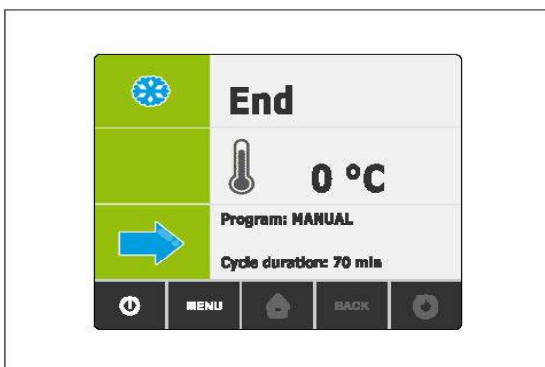 End
0 °C
Program: MANUAL
Cycle duration: 70 min
MENU BACK